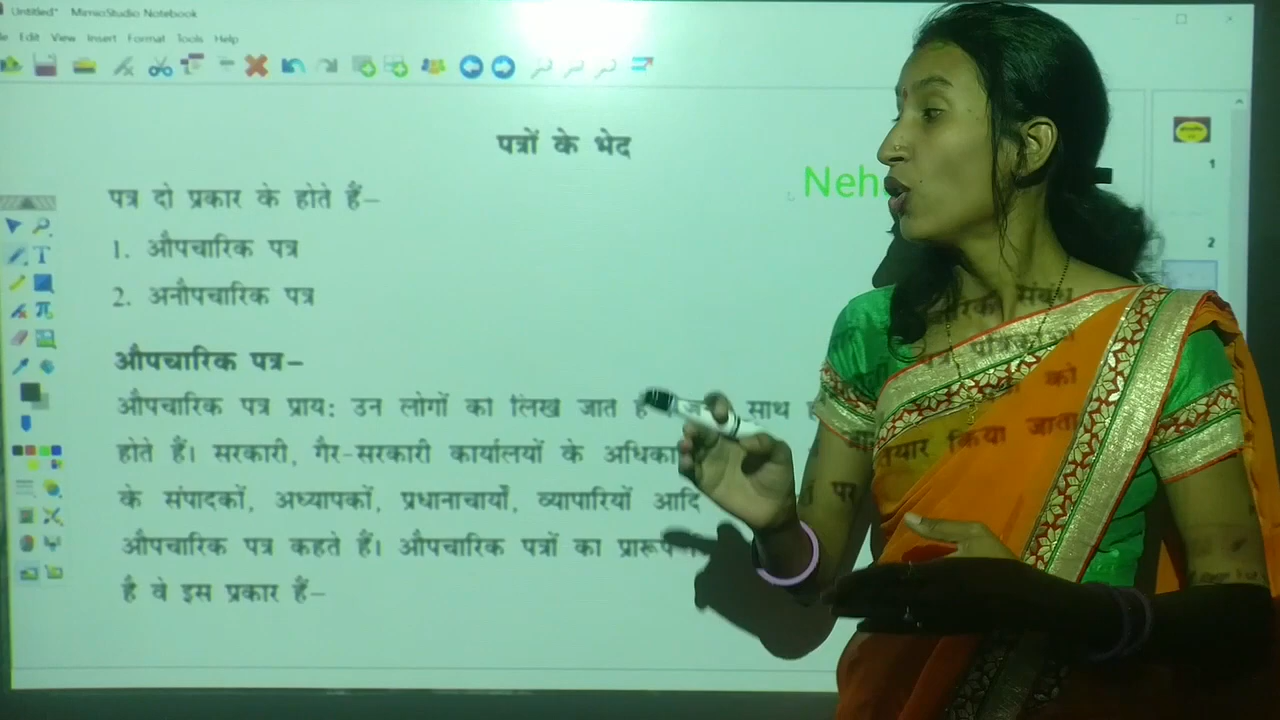 Untitled* MimioStudio Notebook
Edit View Insert Format Tools Help
पत्रों के भेद
Neh
पत्र दो प्रकार के होते हैं–
1. औपचारिक पत्र
2. अनौपचारिक पत्र
औपचारिक पत्र–
औपचारिक पत्र प्राय: उन लोगों को लिखे जाते हैं साथ संबंध
होते हैं। सरकारी, गैर-सरकारी कार्यालयों के
के संपादकों, अध्यापकों, प्रधानाचार्यों, व्यापारियों आदि को
औपचारिक पत्र कहते हैं। औपचारिक पत्रों का प्रारूप तैयार किया जाता
है वे इस प्रकार हैं–
1
2